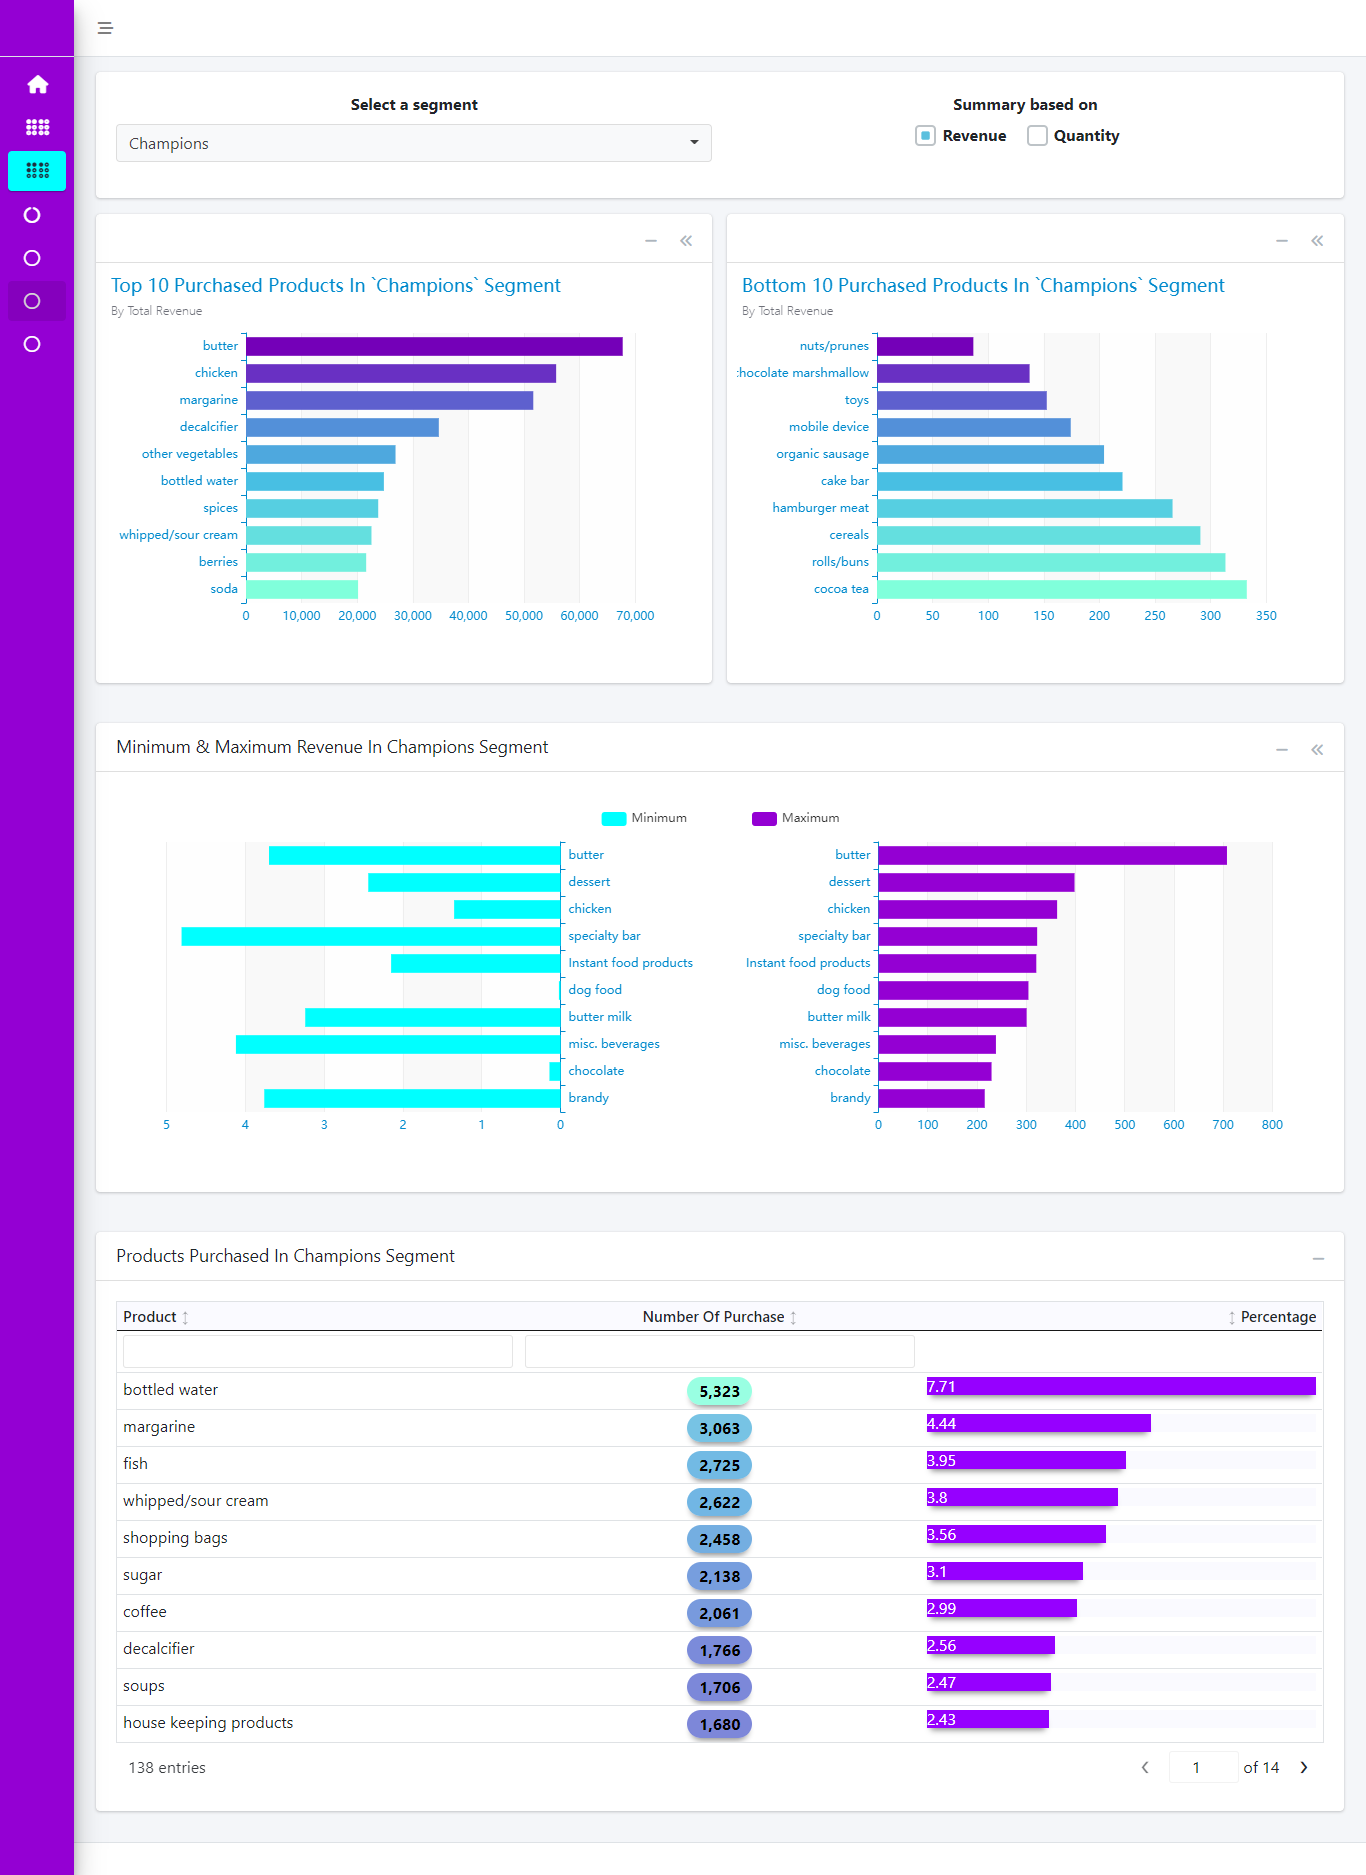 Select a segment
Summary based on
Champions
Revenue
Quantity
Top 10 Purchased Products In `Champions` Segment
By Total Revenue
butter
chicken
margarine
decalcifier
other vegetables
bottled water
spices
whipped/sour cream
berries
soda
0 10,000 20,000 30,000 40,000 50,000 60,000 70,000
Bottom 10 Purchased Products In `Champions` Segment
By Total Revenue
nuts/prunes
hocolate marshmallow
toys
mobile device
organic sausage
cake bar
hamburger meat
cereals
rolls/buns
cocoa tea
0 50 100 150 200 250 300 350
Minimum & Maximum Revenue In Champions Segment
Minimum Maximum
butter butter
dessert dessert
chicken chicken
specialty bar specialty bar
Instant food products Instant food products
dog food dog food
butter milk butter milk
misc. beverages misc. beverages
chocolate chocolate
brandy brandy
5 4 3 2 1 0 0 100 200 300 400 500 600 700 800
Products Purchased In Champions Segment
Product Number Of Purchase Percentage
bottled water 5,323 7.71
margarine 3,063 4.44
fish 2,725 3.95
whipped/sour cream 2,622 3.8
shopping bags 2,458 3.56
sugar 2,138 3.1
coffee 2,061 2.99
decalcifier 1,766 2.56
soups 1,706 2.47
house keeping products 1,680 2.43
138 entries 1 of 14